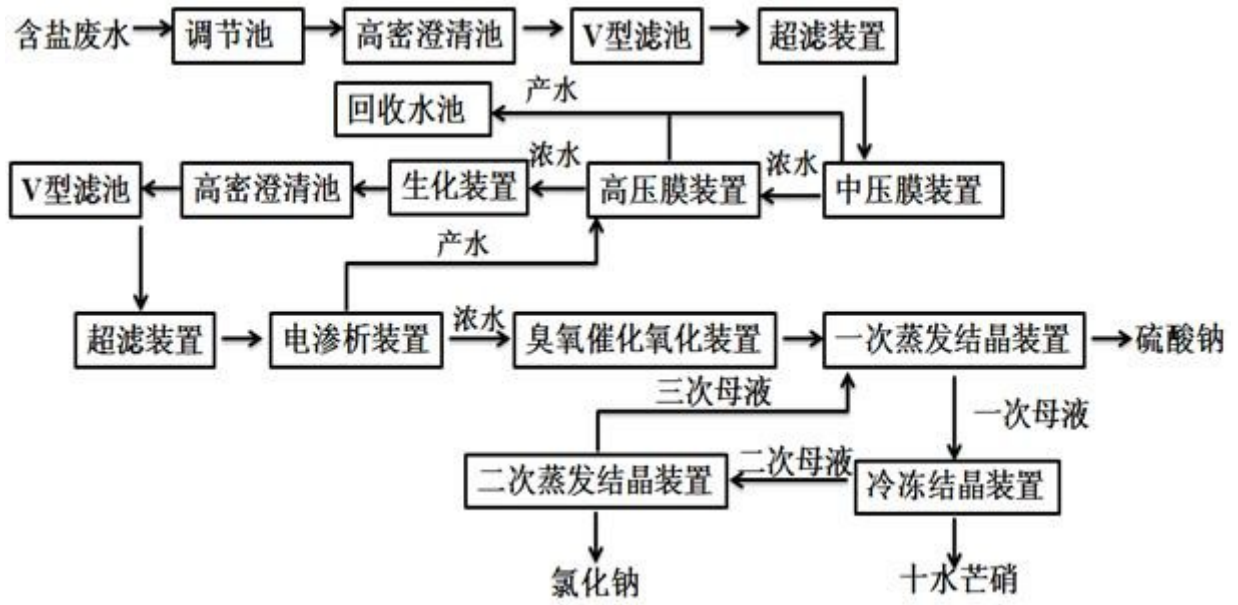 含盐废水
调节池
高密澄清池
V型滤池
超滤装置
产水
回收水池
浓水
浓水
V型滤池
高密澄清池
生化装置
高压膜装置
中压膜装置
产水
浓水
超滤装置
电渗析装置
臭氧催化氧化装置
一次蒸发结晶装置
硫酸钠
三次母液
一次母液
二次母液
二次蒸发结晶装置
冷冻结晶装置
氯化钠
十水芒硝